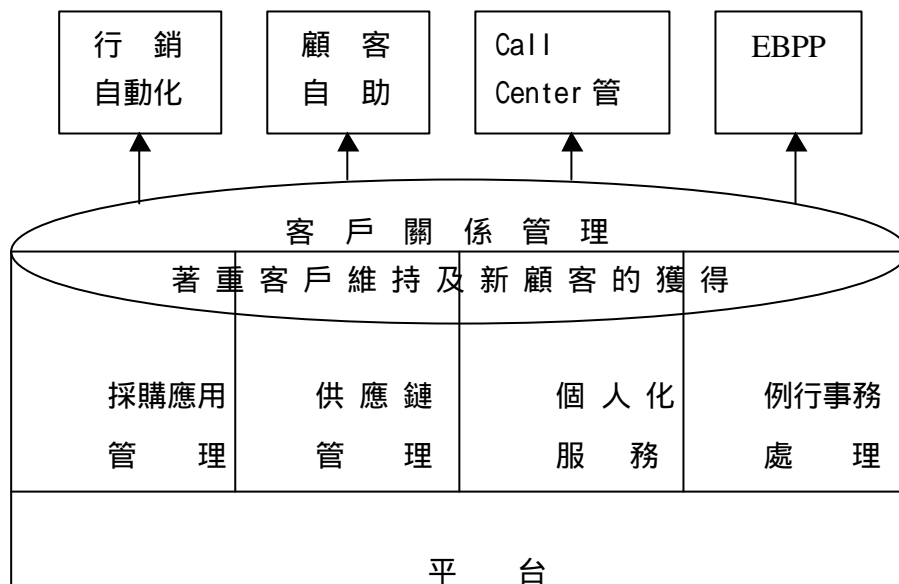 行 銷
自動化
顧 客
自 助
Call
Center 管
EBPP
客 戶 關 係 管 理
著 重 客 戶 維 持 及 新 顧 客 的 獲 得
採購應用
管 理
供 應 鏈
管 理
個 人 化
服 務
例行事務
處 理
平 台